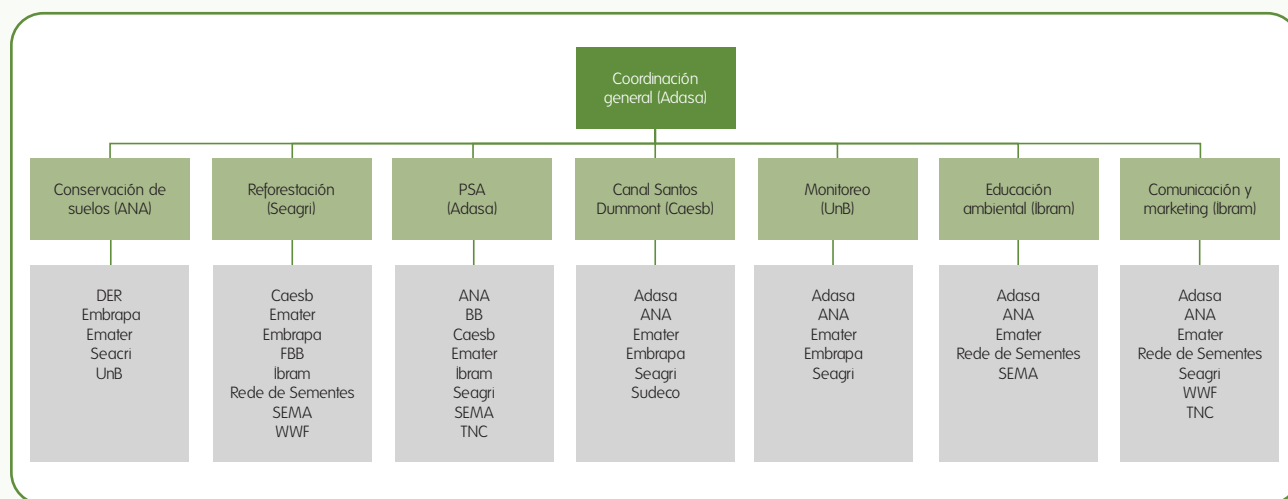 Coordinación
general (Adasa)
Conservación de
suelos (ANA)
Reforestación
(Seagri)
PSA
(Adasa)
Canal Santos
Dummont (Caesb)
Monitoreo
(UnB)
Educación
ambiental (Ibram)
Comunicación y
marketing (Ibram)
DER
Embrapa
Emater
Seacri
UnB
Caesb
Emater
Embrapa
FBB
Ibram
Rede de Sementes
SEMA
WWF
ANA
BB
Caesb
Emater
Ibram
Seagri
SEMA
TNC
Adasa
ANA
Emater
Embrapa
Seagri
Sudeco
Adasa
ANA
Emater
Embrapa
Seagri
Adasa
ANA
Emater
Rede de Sementes
SEMA
Adasa
ANA
Emater
Rede de Sementes
Seagri
WWF
TNC